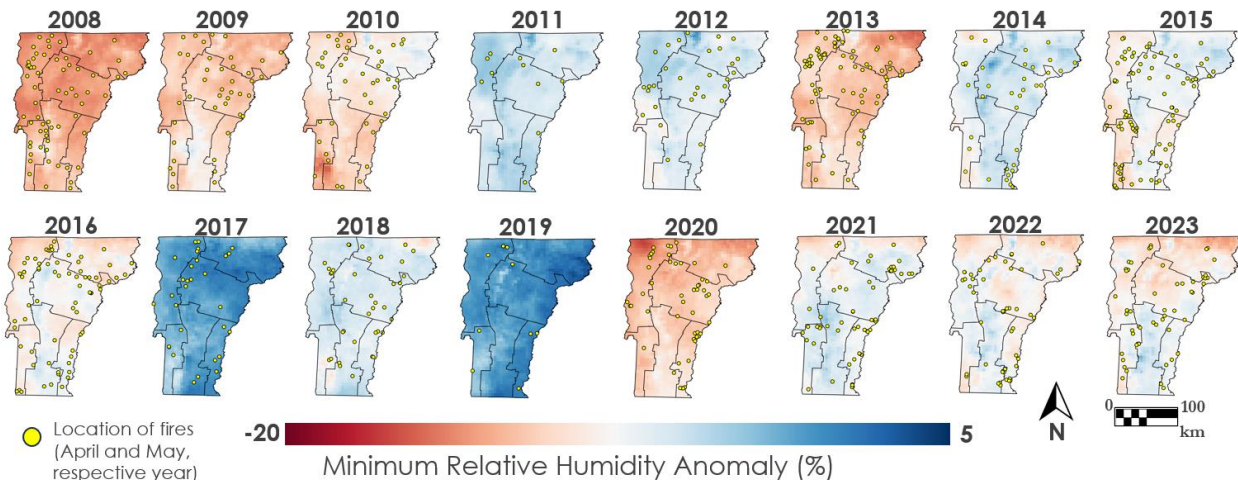 2008 2009 2010 2011 2012 2013 2014 2015
2016 2017 2018 2019 2020 2021 2022 2023
Location of fires
(April and May,
respective year)
-20 5
Minimum Relative Humidity Anomaly (%)
N
0 100
km